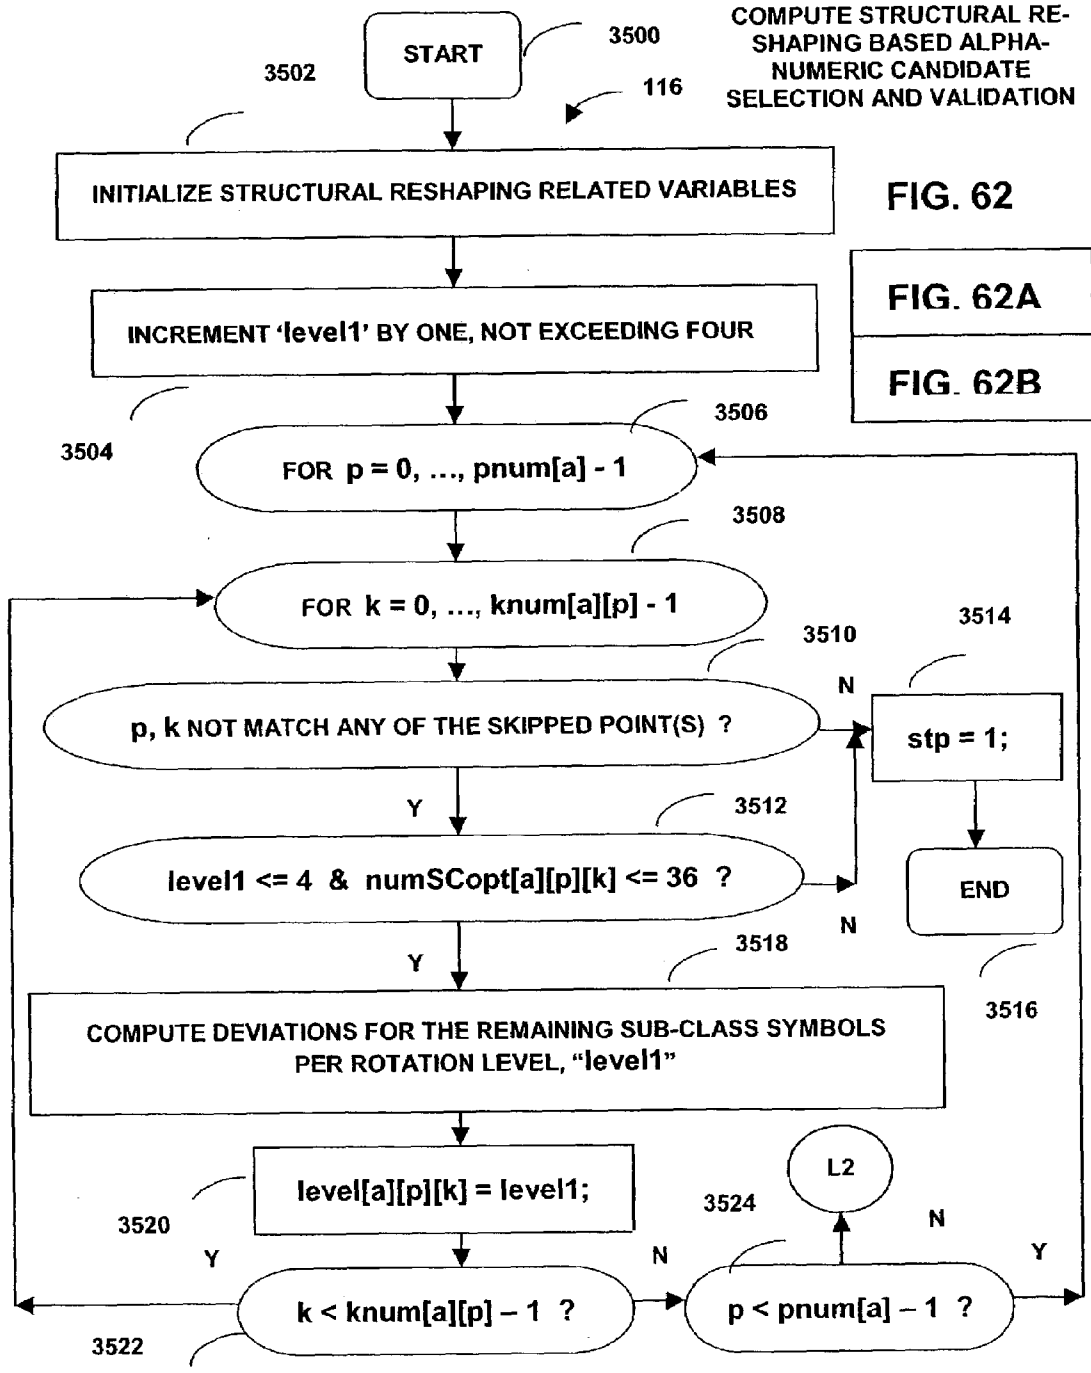 COMPUTE STRUCTURAL RE-
SHAPING BASED ALPHA-
NUMERIC CANDIDATE
SELECTION AND VALIDATION
START
3500
3502
116
INITIALIZE STRUCTURAL RESHAPING RELATED VARIABLES
FIG. 62
FIG. 62A
FIG. 62B
INCREMENT ‘level1’ BY ONE, NOT EXCEEDING FOUR
3504
3506
FOR p = 0, ..., pnum[a] - 1
3508
FOR k = 0, ..., knum[a][p] - 1
3510
3514
N
p, k NOT MATCH ANY OF THE SKIPPED POINT(S) ?
stp = 1;
Y
3512
level1 <= 4 & numSCopt[a][p][k] <= 36 ?
END
N
Y
3518
3516
COMPUTE DEVIATIONS FOR THE REMAINING SUB-CLASS SYMBOLS
PER ROTATION LEVEL, “level1”
L2
level[a][p][k] = level1;
3520
3524
N
Y
N
Y
k < knum[a][p] – 1 ?
p < pnum[a] – 1 ?
3522